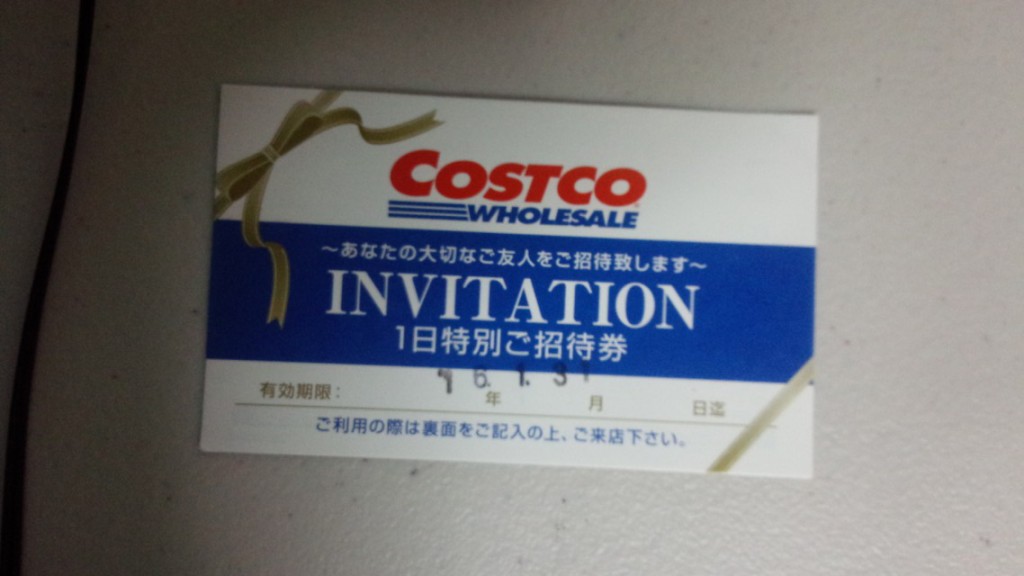 COSTCO
WHOLESALE
～あなたの大切なご友人をご招待致します～
INVITATION
1日特別ご招待券
'16.1.31
有効期限： 年 月 日迄
ご利用の際は裏面をご記入の上、ご来店下さい。